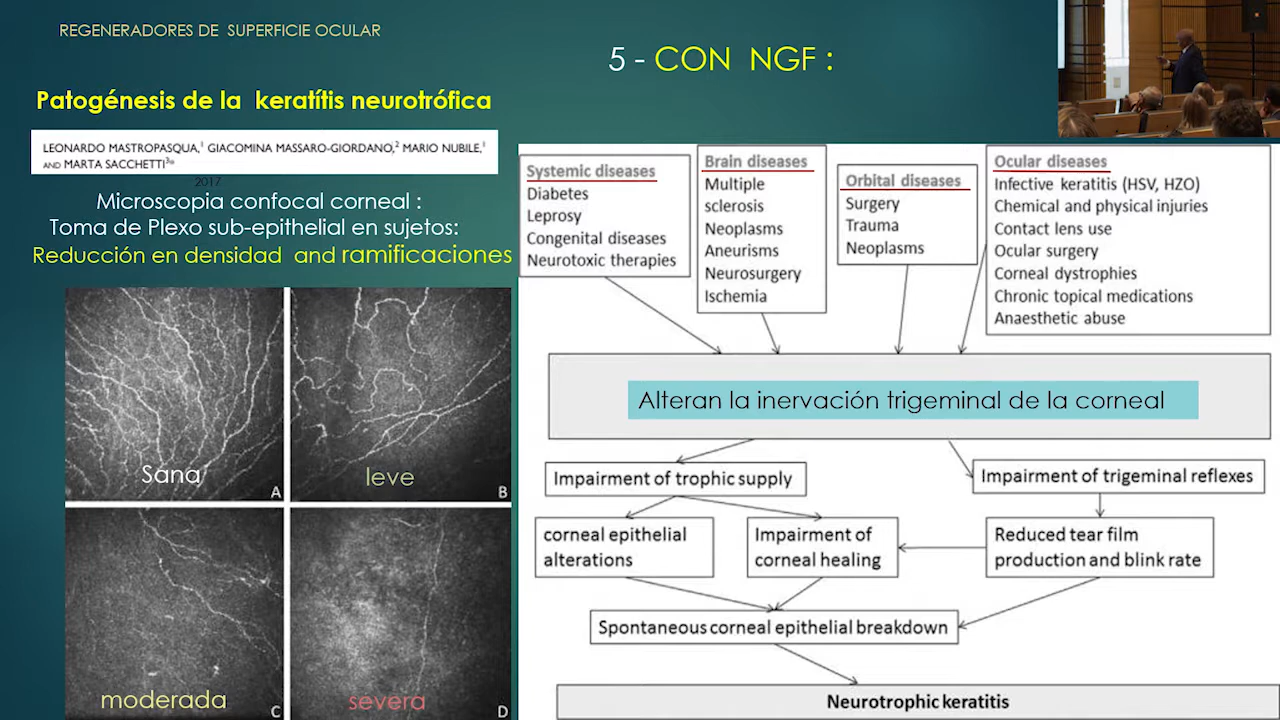 REGENERADORES DE SUPERFICIE OCULAR
5 - CON NGF :
Patogénesis de la keratítis neurotrófica
LEONARDO MASTROPASQUA,1 GIACOMINA MASSARO-GIORDANO,2 MARIO NUBILE,1
AND MARTA SACCHETTI3*
2017
Microscopia confocal corneal :
Toma de Plexo sub-epithelial en sujetos:
Reducción en densidad and ramificaciones
Sana
A
leve
B
moderada
C
sévera
D
Systemic diseases
Diabetes
Leprosy
Congenital diseases
Neurotoxic therapies
Brain diseases
Multiple
sclerosis
Neoplasms
Aneurisms
Neurosurgery
Ischemia
Orbital diseases
Surgery
Trauma
Neoplasms
Ocular diseases
Infective keratitis (HSV, HZO)
Chemical and physical injuries
Contact lens use
Ocular surgery
Corneal dystrophies
Chronic topical medications
Anaesthetic abuse
Alteran la inervación trigeminal de la corneal
Impairment of trophic supply
Impairment of trigeminal reflexes
corneal epithelial
alterations
Impairment of
corneal healing
Reduced tear film
production and blink rate
Spontaneous corneal epithelial breakdown
Neurotrophic keratitis